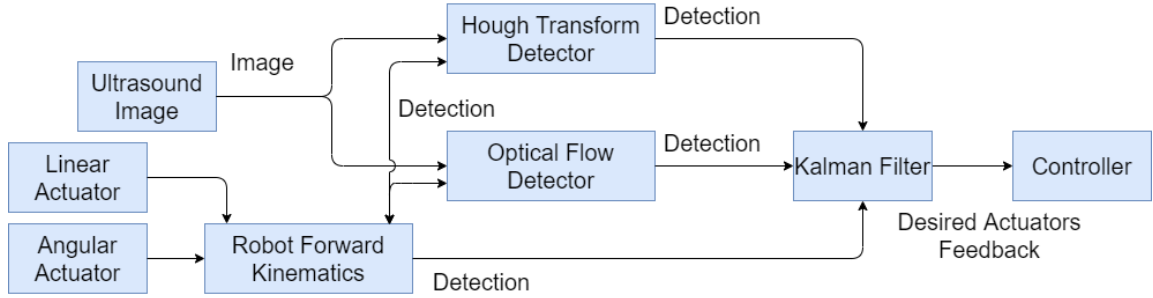 Hough Transform
Detector
Detection
Image
Ultrasound
Image
Detection
Optical Flow
Detector
Detection
Kalman Filter
Controller
Linear
Actuator
Angular
Actuator
Robot Forward
Kinematics
Detection
Desired Actuators
Feedback